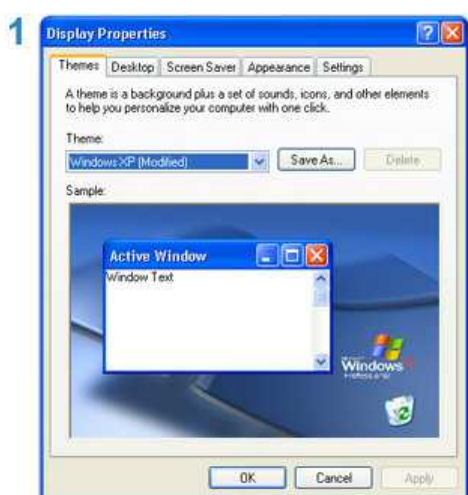 1
Display Properties
Themes Desktop Screen Saver Appearance Settings
A theme is a background plus a set of sounds, icons, and other elements
to help you personalize your computer with one click.
Theme:
Windows XP (Modified) Save As... Delete
Sample:
Active Window
Window Text
Windows
Professional
OK Cancel Apply